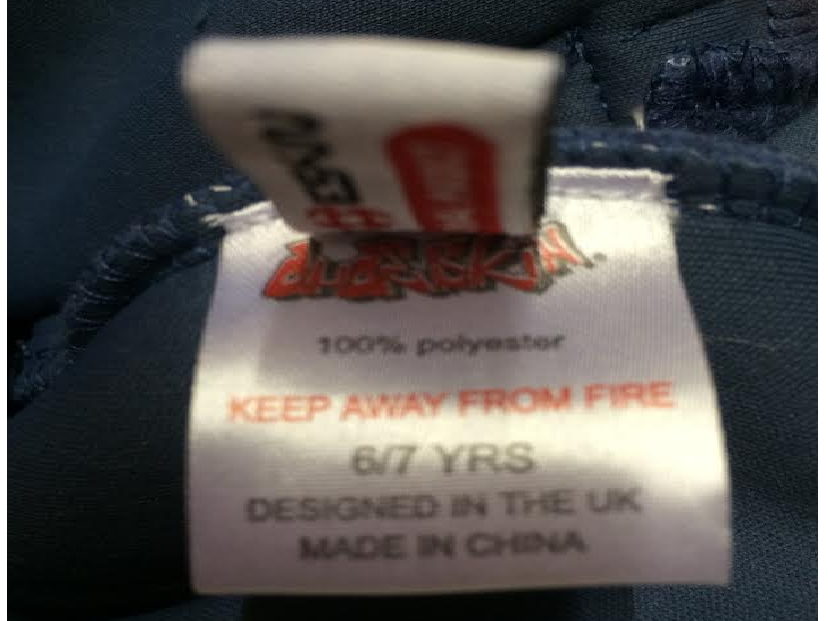 100% polyester
KEEP AWAY FROM FIRE
6/7 YRS
DESIGNED IN THE UK
MADE IN CHINA